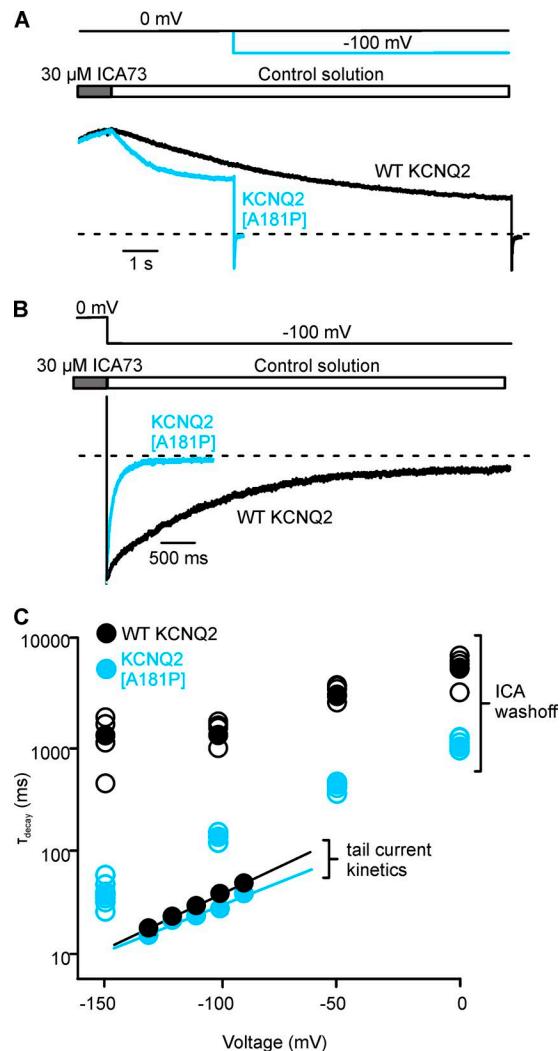 A
0 mV
-100 mV
30 µM ICA73 Control solution
WT KCNQ2
KCNQ2
[A181P]
1 s
B
0 mV
-100 mV
30 µM ICA73 Control solution
KCNQ2
[A181P]
WT KCNQ2
500 ms
C
WT KCNQ2
KCNQ2
[A181P]
10000
1000
100
10
τdecay (ms)
ICA
washoff
tail current
kinetics
-150 -100 -50 0
Voltage (mV)